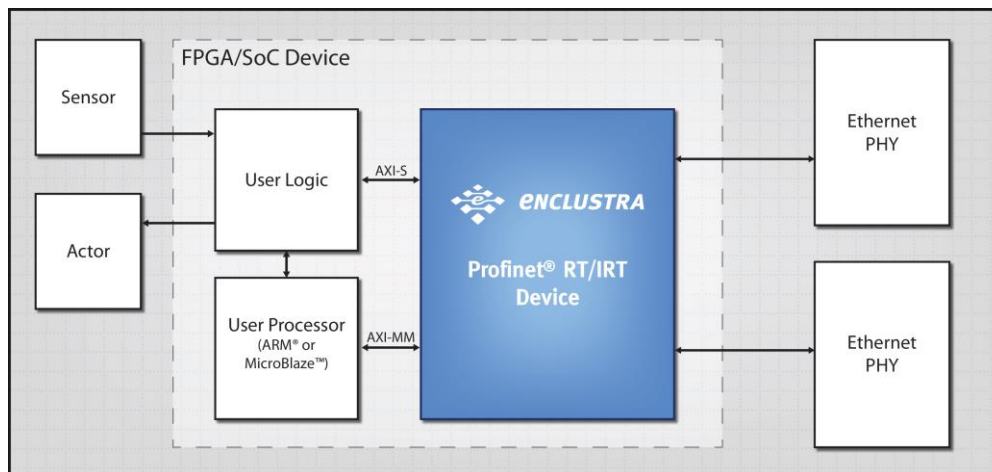 FPGA/SoC Device
Sensor
Actor
User Logic
User Processor
(ARM® or
MicroBlaze™)
AXI-S
AXI-MM
e ENCLUSTRA
Profinet® RT/IRT
Device
Ethernet
PHY
Ethernet
PHY